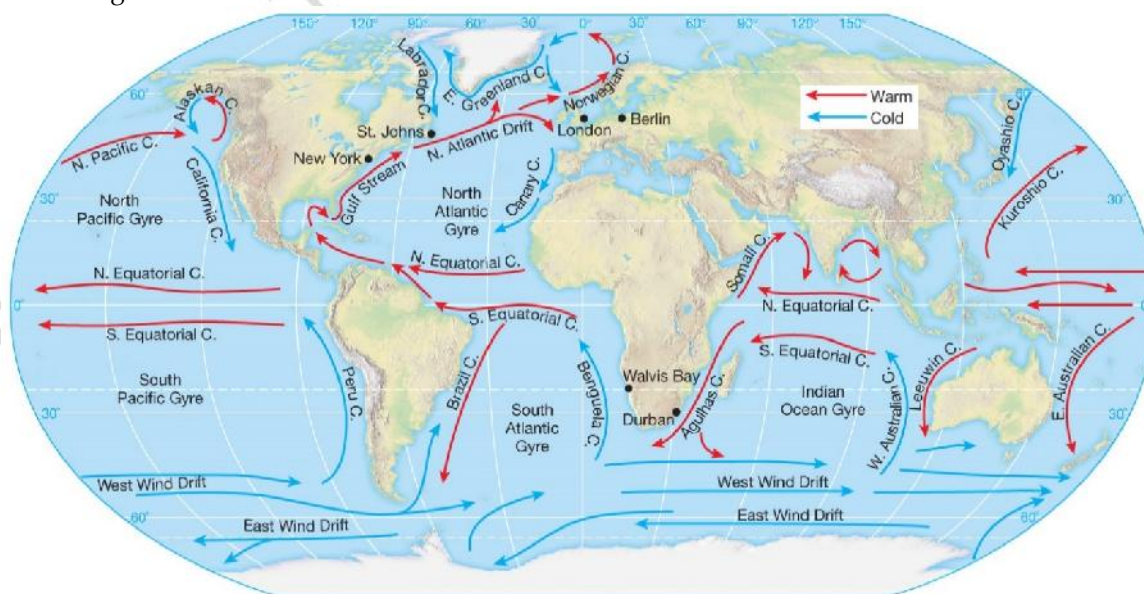 150°
120°
90°
60°
30°
0°
30°
60°
90°
120°
150°
60°
Alaskan C.
Labrador C.
E. Greenland C.
Norwegian C.
Warm
Cold
60°
Oyashio C.
N. Pacific C.
St. Johns
London
Berlin
New York
N. Atlantic Drift
California C.
Gulf Stream
Canary C.
Kuroshio C.
30°
30°
North
Pacific Gyre
North
Atlantic
Gyre
Somali C.
N. Equatorial C.
N. Equatorial C.
N. Equatorial C.
0°
0°
S. Equatorial C.
S. Equatorial C.
S. Equatorial C.
South
Pacific Gyre
Peru C.
Brazil C.
South
Atlantic
Gyre
Benguela C.
Walvis Bay
Durban
Agulhas C.
Indian
Ocean Gyre
W. Australian C.
Leeuwin C.
E. Australian C.
30°
30°
West Wind Drift
West Wind Drift
60°
60°
East Wind Drift
East Wind Drift